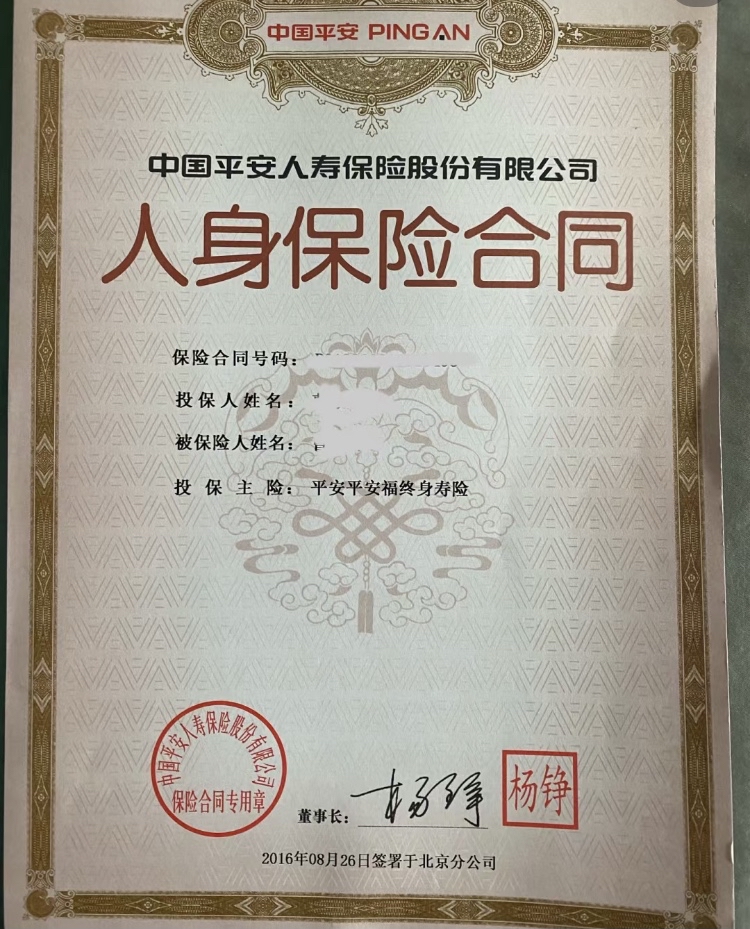 中国平安 PINGAN
中国平安人寿保险股份有限公司
人身保险合同
保险合同号码：
投保人姓名：
被保险人姓名：
投保主险：平安平安福终身寿险
中国平安人寿保险股份有限公司
保险合同专用章
董事长：杨铮
杨铮
2016年08月26日签署于北京分公司